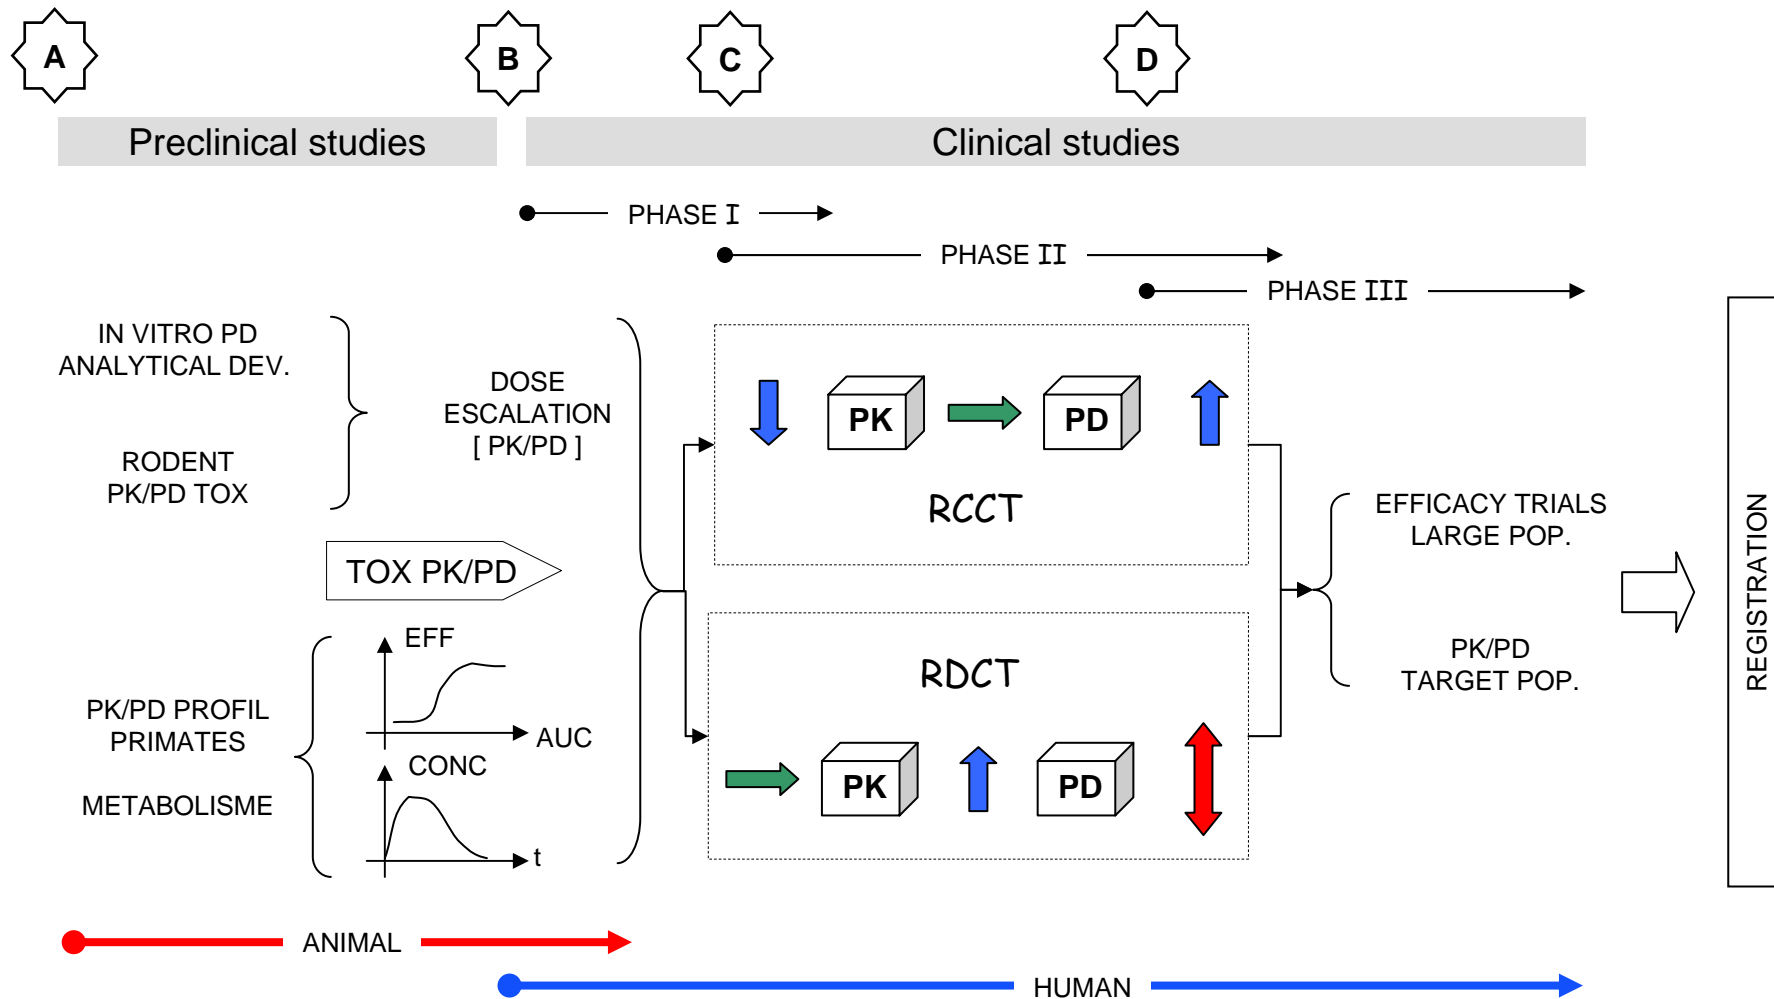 A
B
C
D
Preclinical studies
Clinical studies
PHASE I
PHASE II
PHASE III
IN VITRO PD
ANALYTICAL DEV.
RODENT
PK/PD TOX
DOSE
ESCALATION
[ PK/PD ]
TOX PK/PD
PK/PD PROFIL
PRIMATES
METABOLISME
EFF
AUC
CONC
t
PK
PD
RCCT
RDCT
PK
PD
EFFICACY TRIALS
LARGE POP.
PK/PD
TARGET POP.
REGISTRATION
ANIMAL
HUMAN